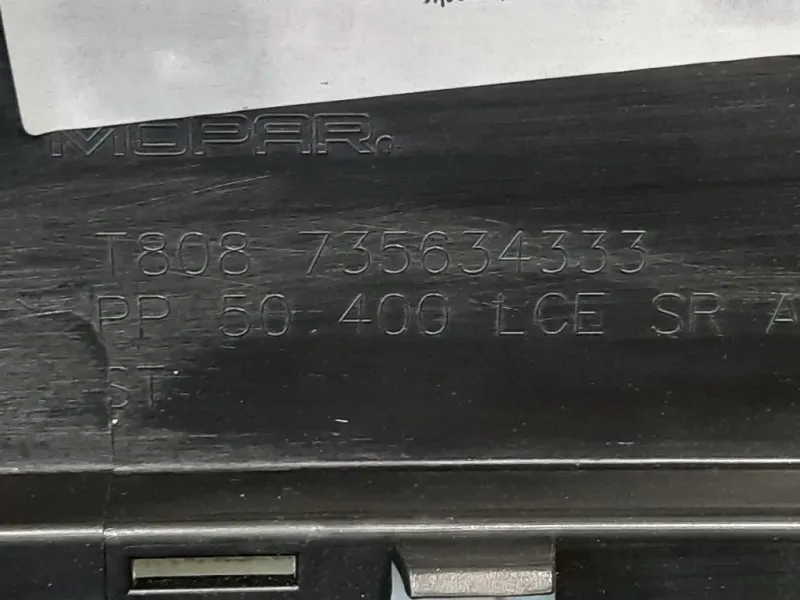 MOPAR®
T808 735634333
PP 50 400 LCE SR A
ST